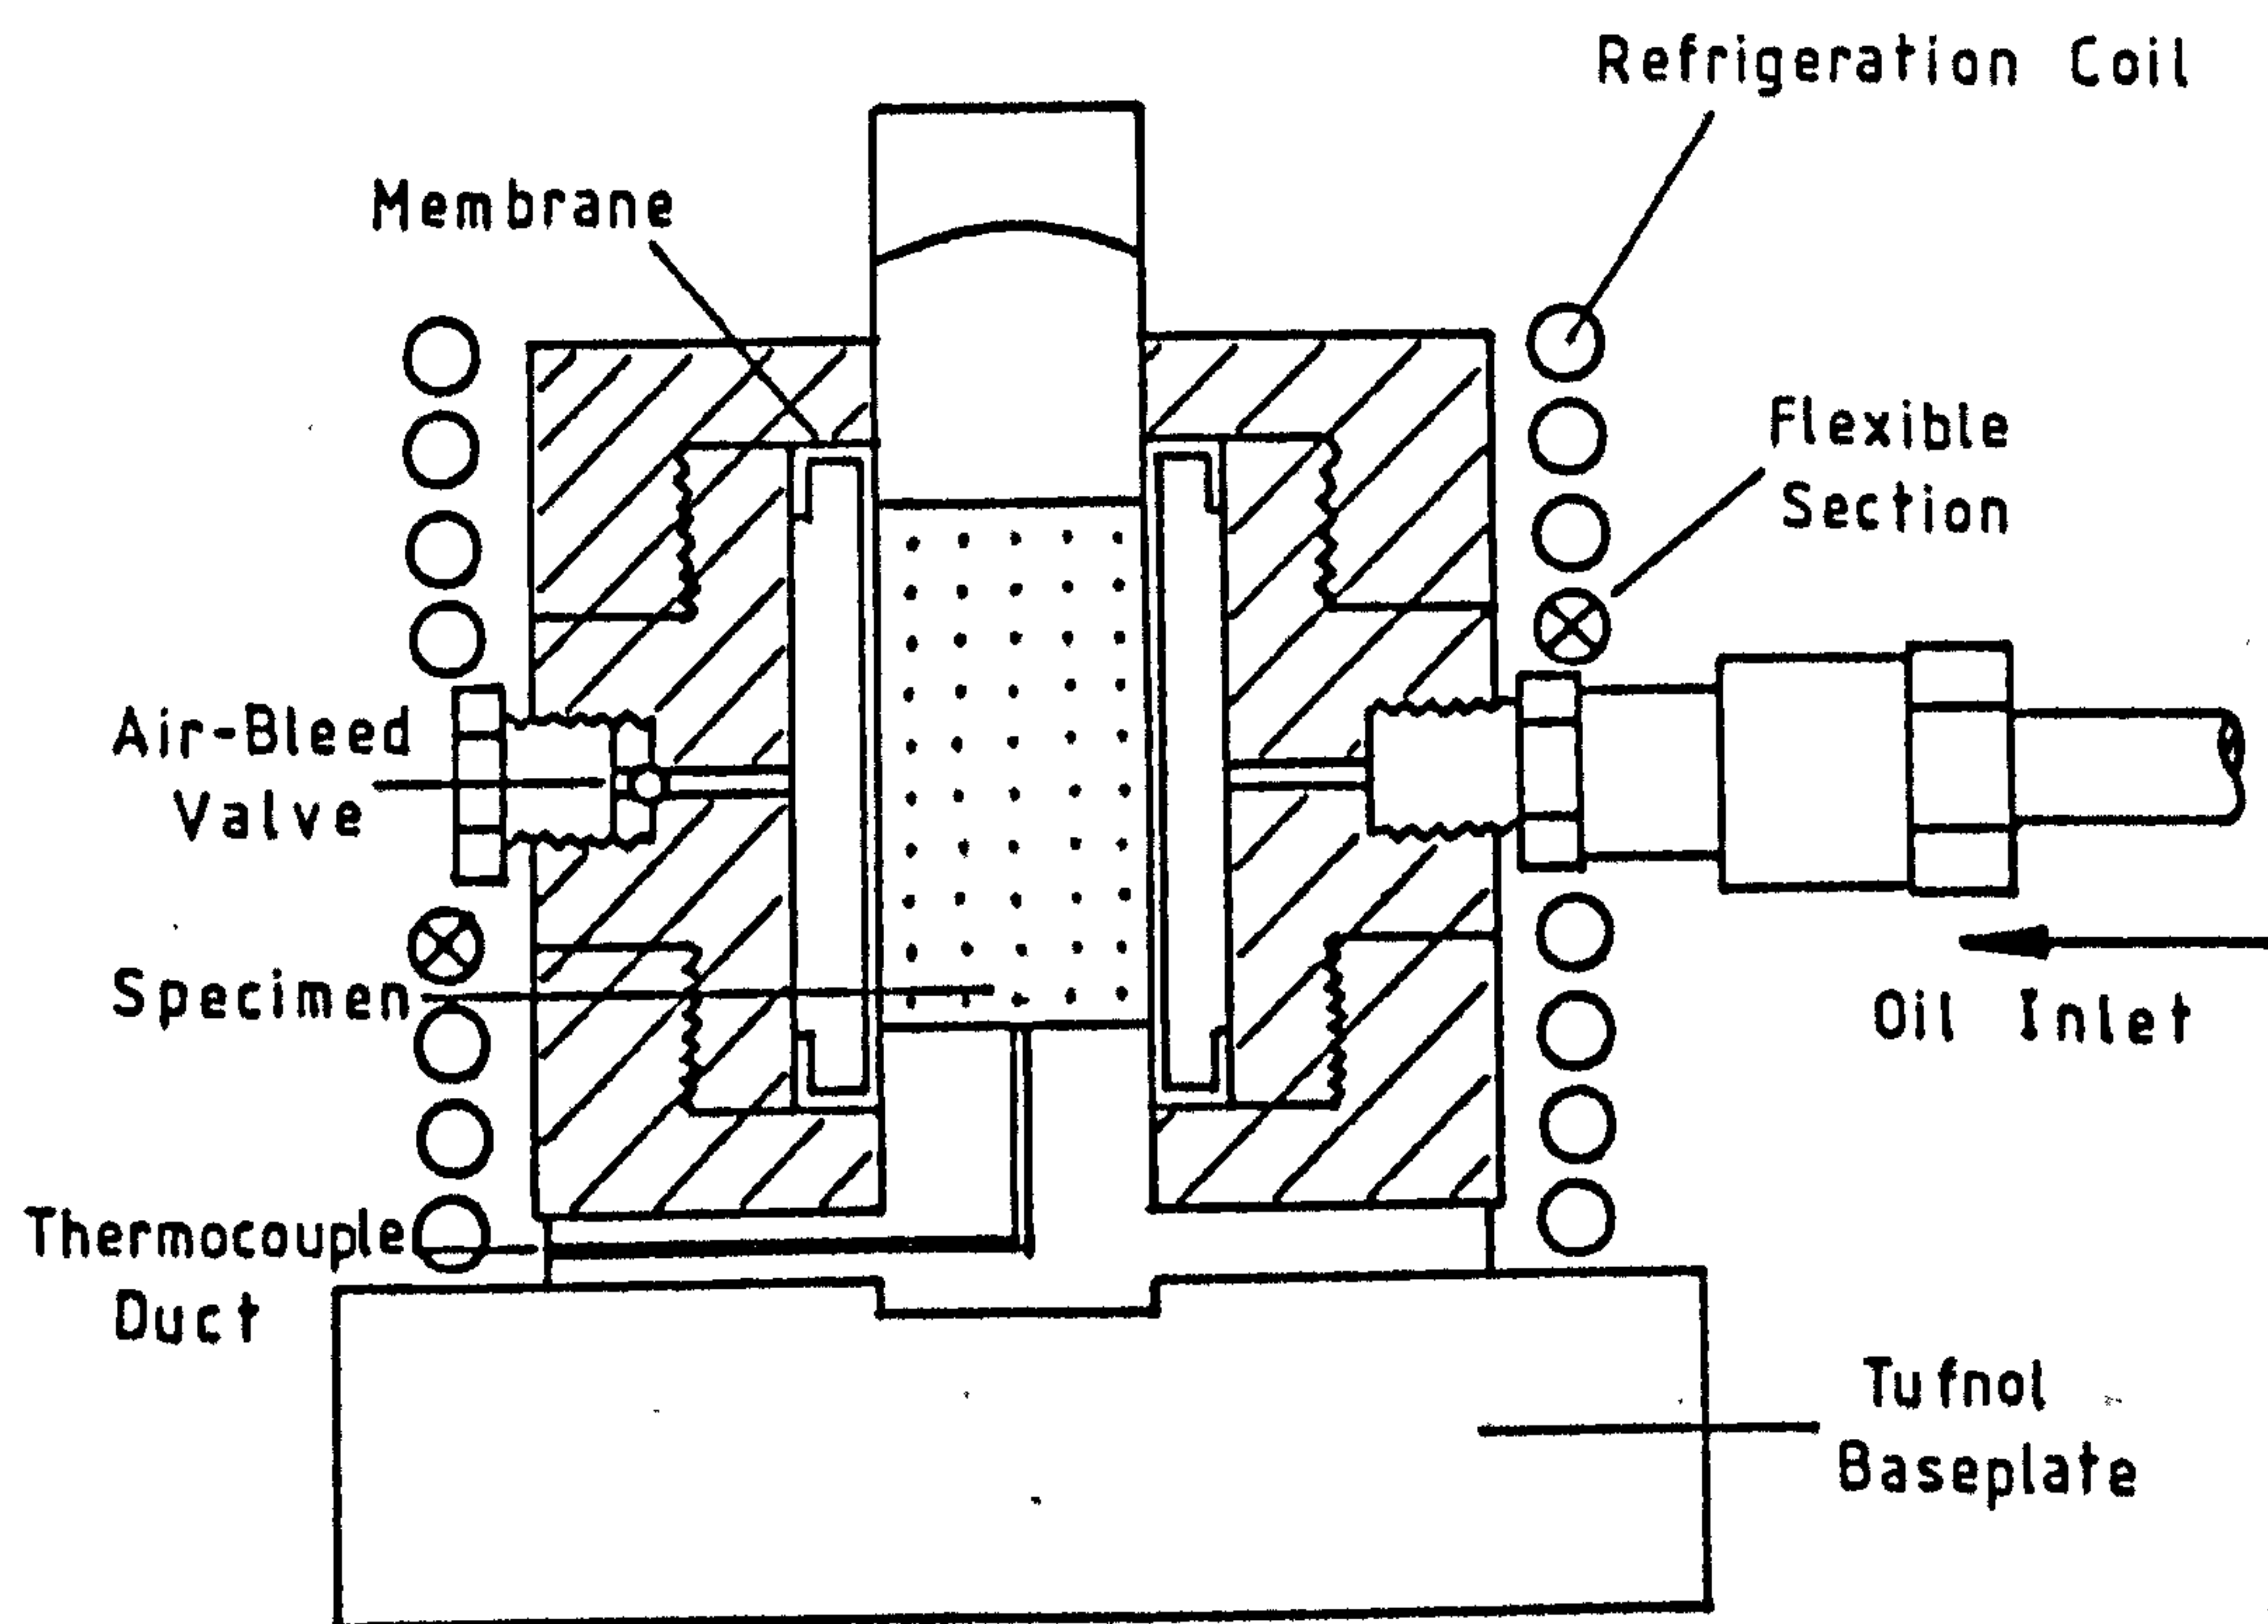 Refrigeration Coil
Membrane
Flexible
Section
Air-Bleed
Valve
Specimen
Oil Inlet
Thermocouple
Duct
Tufnol
Baseplate